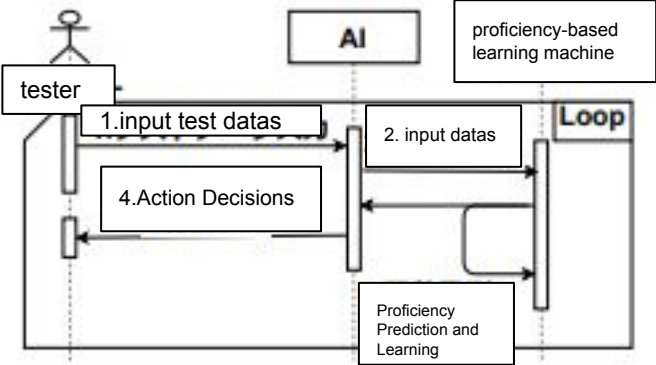 AI
proficiency-based
learning machine
tester
Loop
1.input test datas
2. input datas
4.Action Decisions
Proficiency
Prediction and
Learning